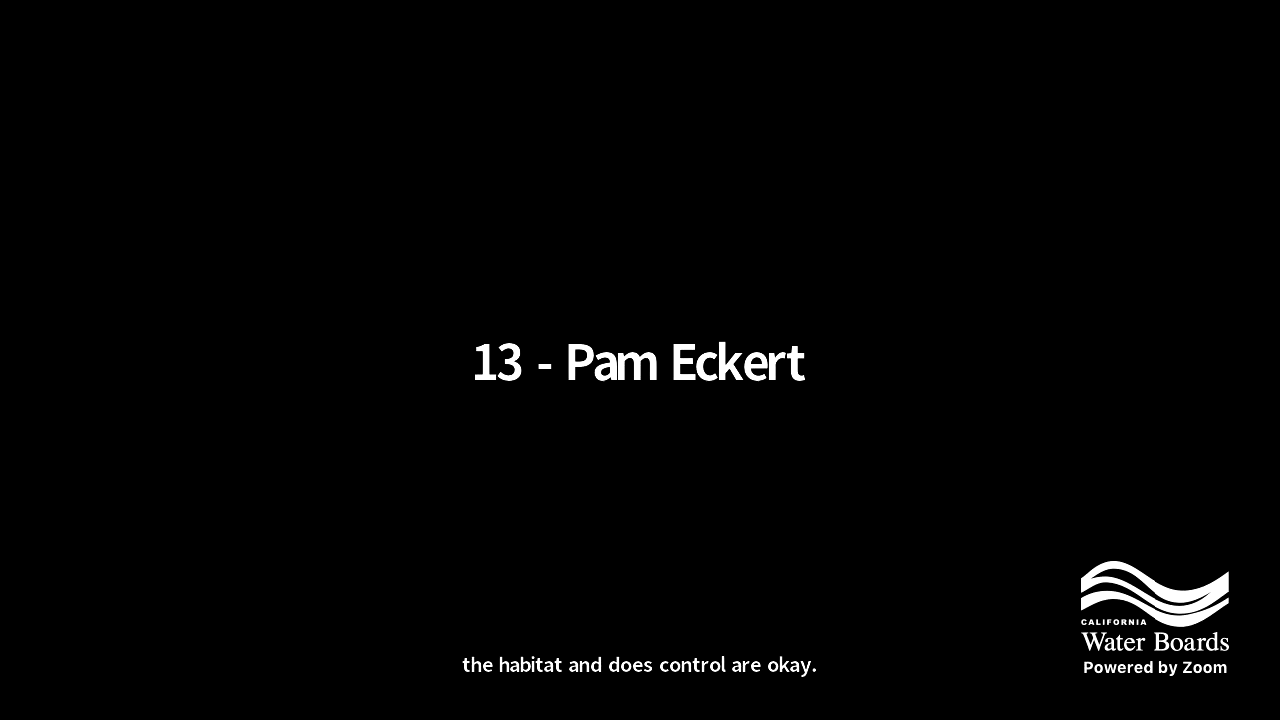 13 - Pam Eckert
CALIFORNIA
Water Boards
the habitat and does control are okay.
Powered by Zoom